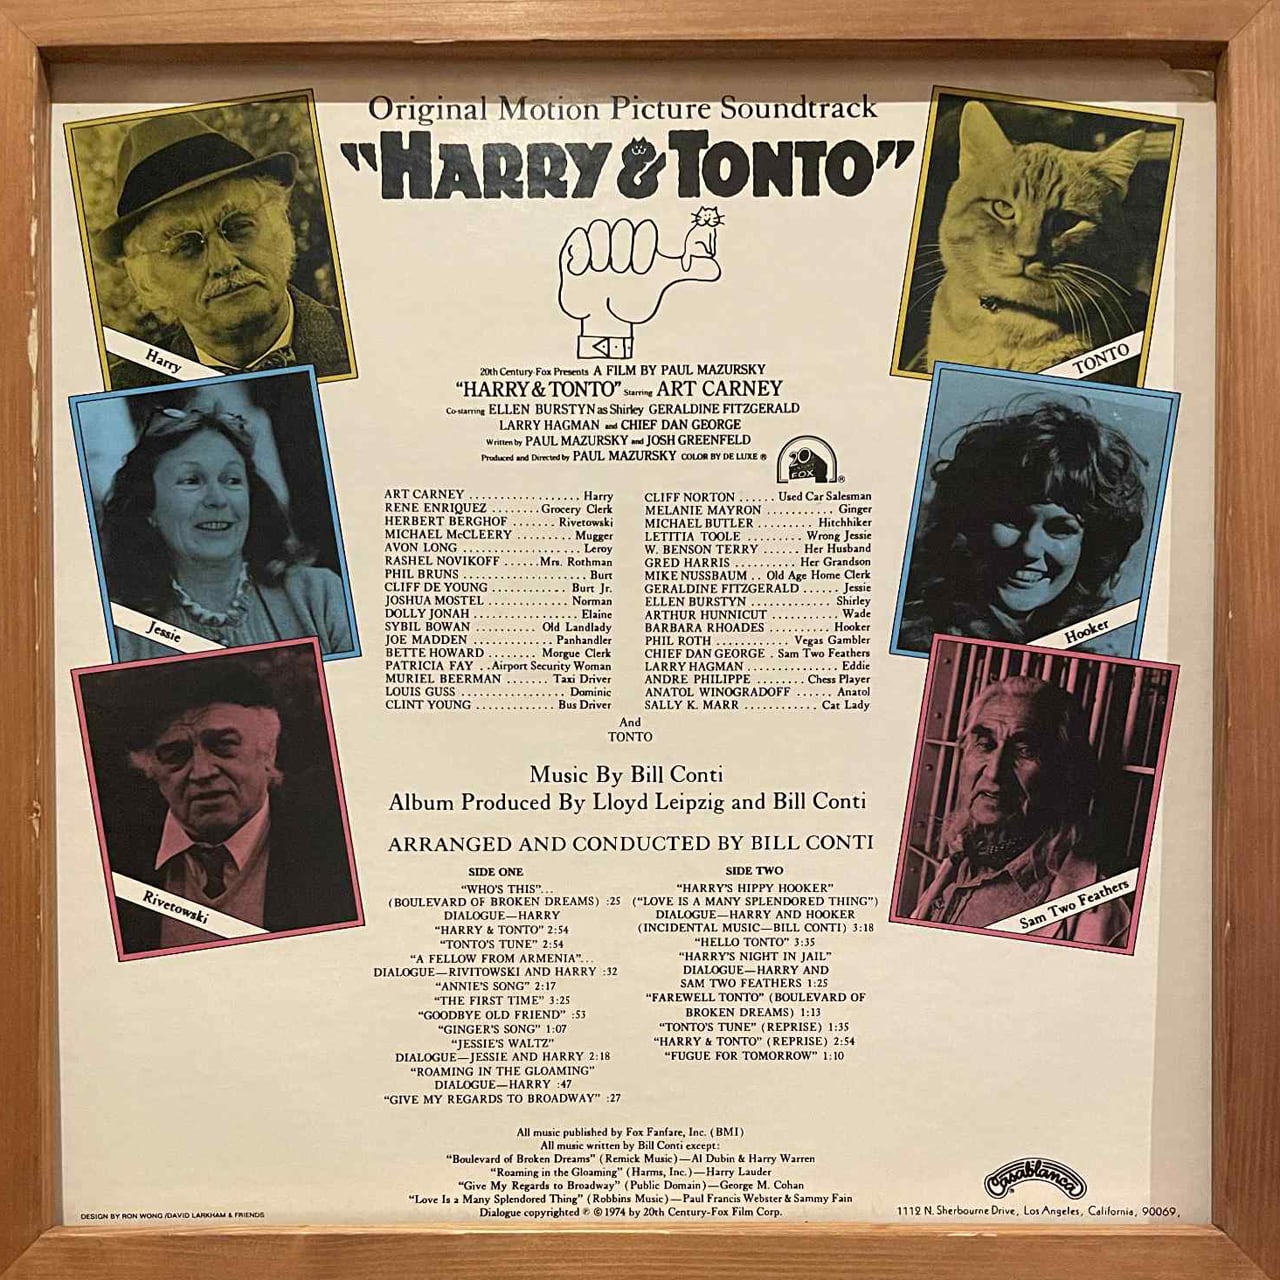 Original Motion Picture Soundtrack
"HARRY & TONTO"
Harry
TONTO
20th Century-Fox Presents A FILM BY PAUL MAZURSKY
"HARRY & TONTO" Starring ART CARNEY
Co-starring ELLEN BURSTYN as Shirley GERALDINE FITZGERALD
LARRY HAGMAN and CHIEF DAN GEORGE
Written by PAUL MAZURSKY and JOSH GREENFELD
Produced and Directed by PAUL MAZURSKY COLOR BY DE LUXE ®
20th
CENTURY
FOX ®
Jessie
Hooker
ART CARNEY .................. Harry
RENE ENRIQUEZ ........ Grocery Clerk
HERBERT BERGHOF ....... Rivetowski
MICHAEL McCLEERY ......... Mugger
AVON LONG .................. Leroy
RASHEL NOVIKOFF ...... Mrs. Rothman
PHIL BRUNS .................. Burt
CLIFF DE YOUNG ............ Burt Jr.
JOSHUA MOSTEL ............. Norman
DOLLY JONAH ................ Elaine
SYBIL BOWAN .......... Old Landlady
JOE MADDEN .............. Panhandler
BETTE HOWARD ......... Morgue Clerk
PATRICIA FAY .. Airport Security Woman
MURIEL BEERMAN ....... Taxi Driver
LOUIS GUSS ................ Dominic
CLINT YOUNG ............ Bus Driver
CLIFF NORTON ...... Used Car Salesman
MELANIE MAYRON ........... Ginger
MICHAEL BUTLER ......... Hitchhiker
LETITIA TOOLE ......... Wrong Jessie
W. BENSON TERRY ...... Her Husband
GRED HARRIS .......... Her Grandson
MIKE NUSSBAUM .. Old Age Home Clerk
GERALDINE FITZGERALD ...... Jessie
ELLEN BURSTYN ............ Shirley
ARTHUR HUNNICUT ........... Wade
BARBARA RHOADES .......... Hooker
PHIL ROTH ............ Vegas Gambler
CHIEF DAN GEORGE . Sam Two Feathers
LARRY HAGMAN .............. Eddie
ANDRE PHILIPPE ........ Chess Player
ANATOL WINOGRADOFF ...... Anatol
SALLY K. MARR ........... Cat Lady
And
TONTO
Rivetowski
Sam Two Feathers
Music By Bill Conti
Album Produced By Lloyd Leipzig and Bill Conti
ARRANGED AND CONDUCTED BY BILL CONTI
SIDE ONE
"WHO'S THIS"...
(BOULEVARD OF BROKEN DREAMS) :25
DIALOGUE—HARRY
"HARRY & TONTO" 2:54
"TONTO'S TUNE" 2:54
"A FELLOW FROM ARMENIA"...
DIALOGUE—RIVITOWSKI AND HARRY :32
"ANNIE'S SONG" 2:17
"THE FIRST TIME" 3:25
"GOODBYE OLD FRIEND" :53
"GINGER'S SONG" 1:07
"JESSIE'S WALTZ"
DIALOGUE—JESSIE AND HARRY 2:18
"ROAMING IN THE GLOAMING"
DIALOGUE—HARRY :47
"GIVE MY REGARDS TO BROADWAY" :27
SIDE TWO
"HARRY'S HIPPY HOOKER"
("LOVE IS A MANY SPLENDORED THING")
DIALOGUE—HARRY AND HOOKER
(INCIDENTAL MUSIC—BILL CONTI) 3:18
"HELLO TONTO" 3:35
"HARRY'S NIGHT IN JAIL"
DIALOGUE—HARRY AND
SAM TWO FEATHERS 1:25
"FAREWELL TONTO" (BOULEVARD OF
BROKEN DREAMS) 1:13
"TONTO'S TUNE" (REPRISE) 1:35
"HARRY & TONTO" (REPRISE) 2:54
"FUGUE FOR TOMORROW" 1:10
All music published by Fox Fanfare, Inc. (BMI)
All music written by Bill Conti except:
"Boulevard of Broken Dreams" (Remick Music)—Al Dubin & Harry Warren
"Roaming in the Gloaming" (Harms, Inc.)—Harry Lauder
"Give My Regards to Broadway" (Public Domain)—George M. Cohan
"Love Is a Many Splendored Thing" (Robbins Music)—Paul Francis Webster & Sammy Fain
Dialogue copyrighted ℗ © 1974 by 20th Century-Fox Film Corp.
DESIGN BY RON WONG/DAVID LARKHAM & FRIENDS
Casablanca ®
1112 N. Sherbourne Drive, Los Angeles, California, 90069,